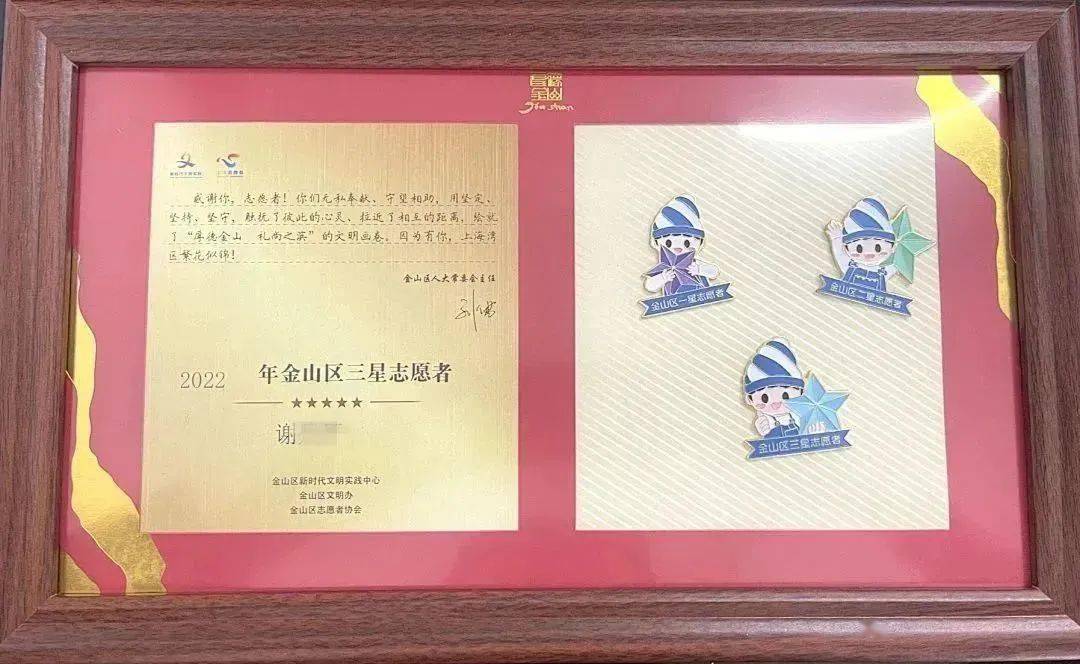 Jin shan
感谢你，志愿者！你们无私奉献、守望相助，用坚定、
坚持、坚守，触抚了彼此的心灵，拉近了相互的距离，绘就
了“厚德金山 礼尚之滨”的文明画卷。因为有你，上海湾
区繁花似锦！
金山区人大常委会主任
2022 年金山区三星志愿者
谢
金山区新时代文明实践中心
金山区文明办
金山区志愿者协会
金山区一星志愿者
金山区二星志愿者
金山区三星志愿者